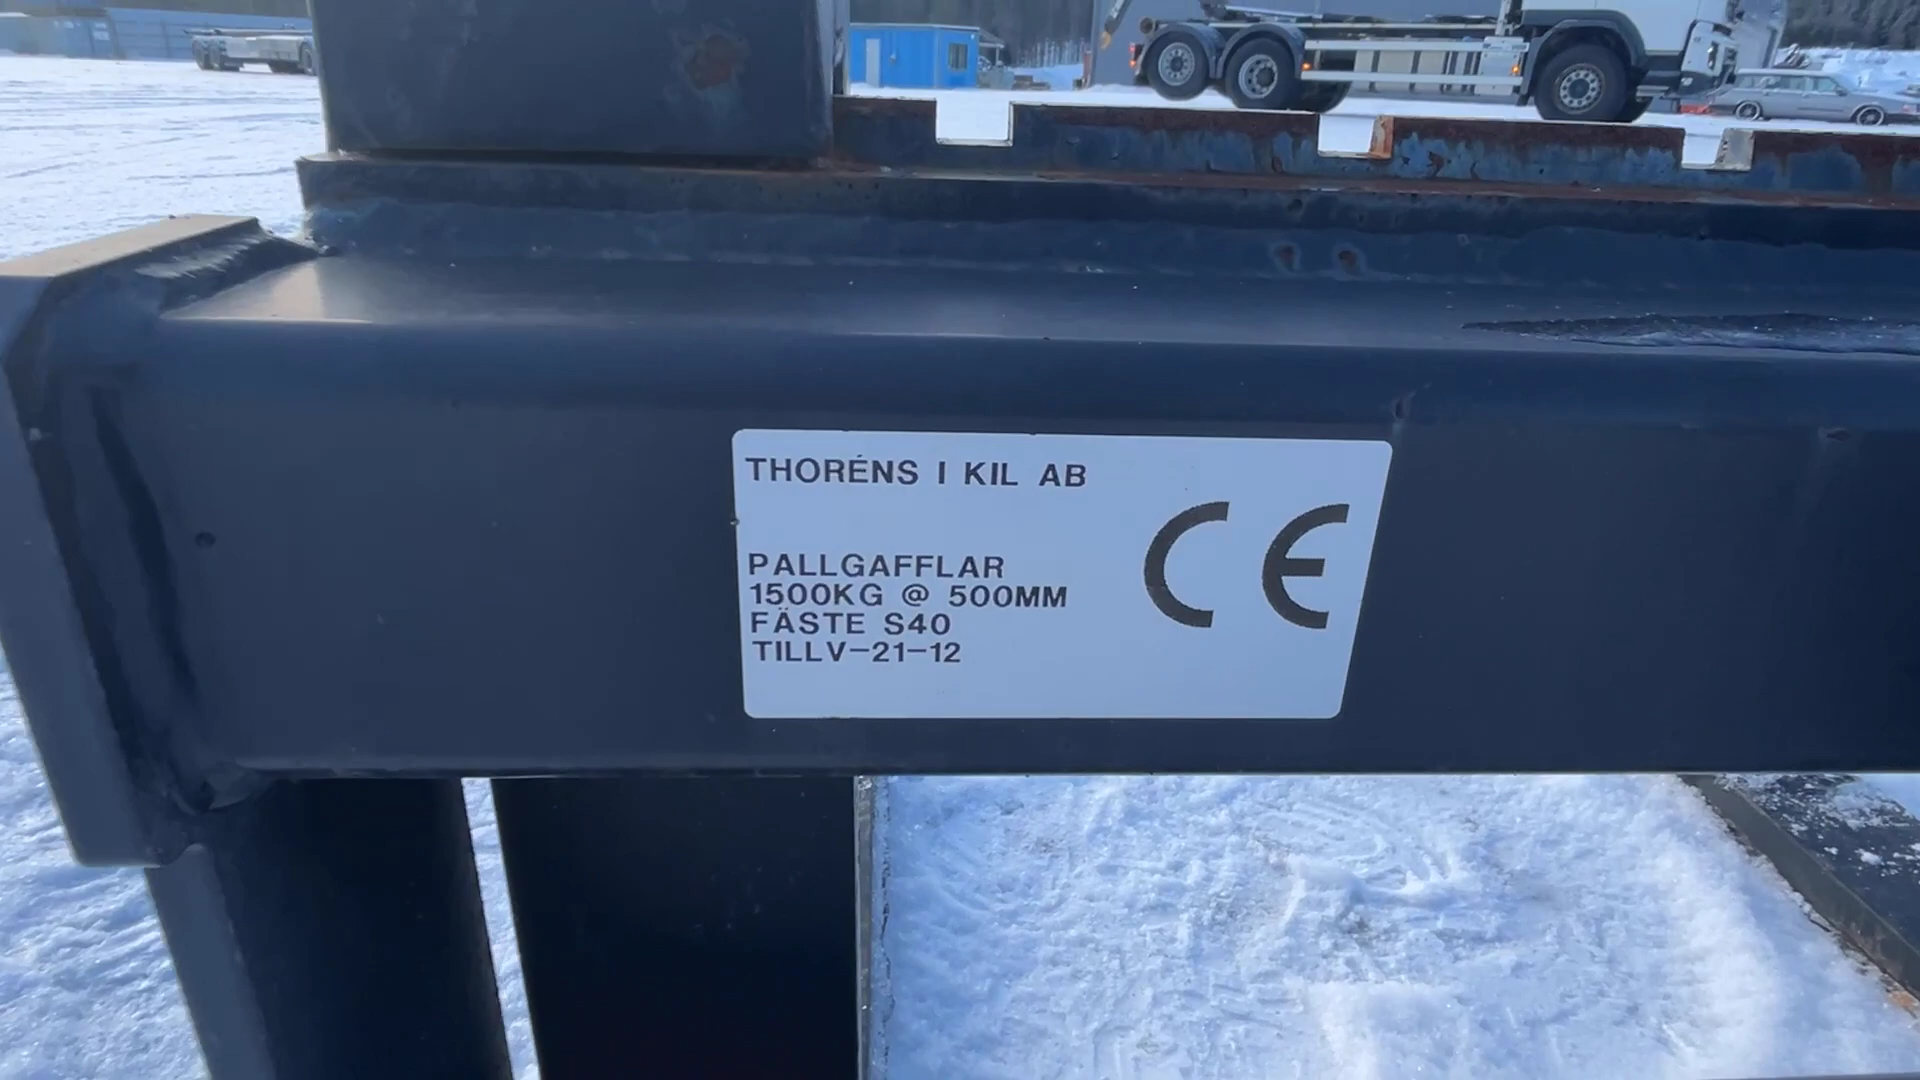 THORÉNS I KIL AB
PALLGAFFLAR
1500KG @ 500MM
FÄSTE S40
TILLV-21-12
CE